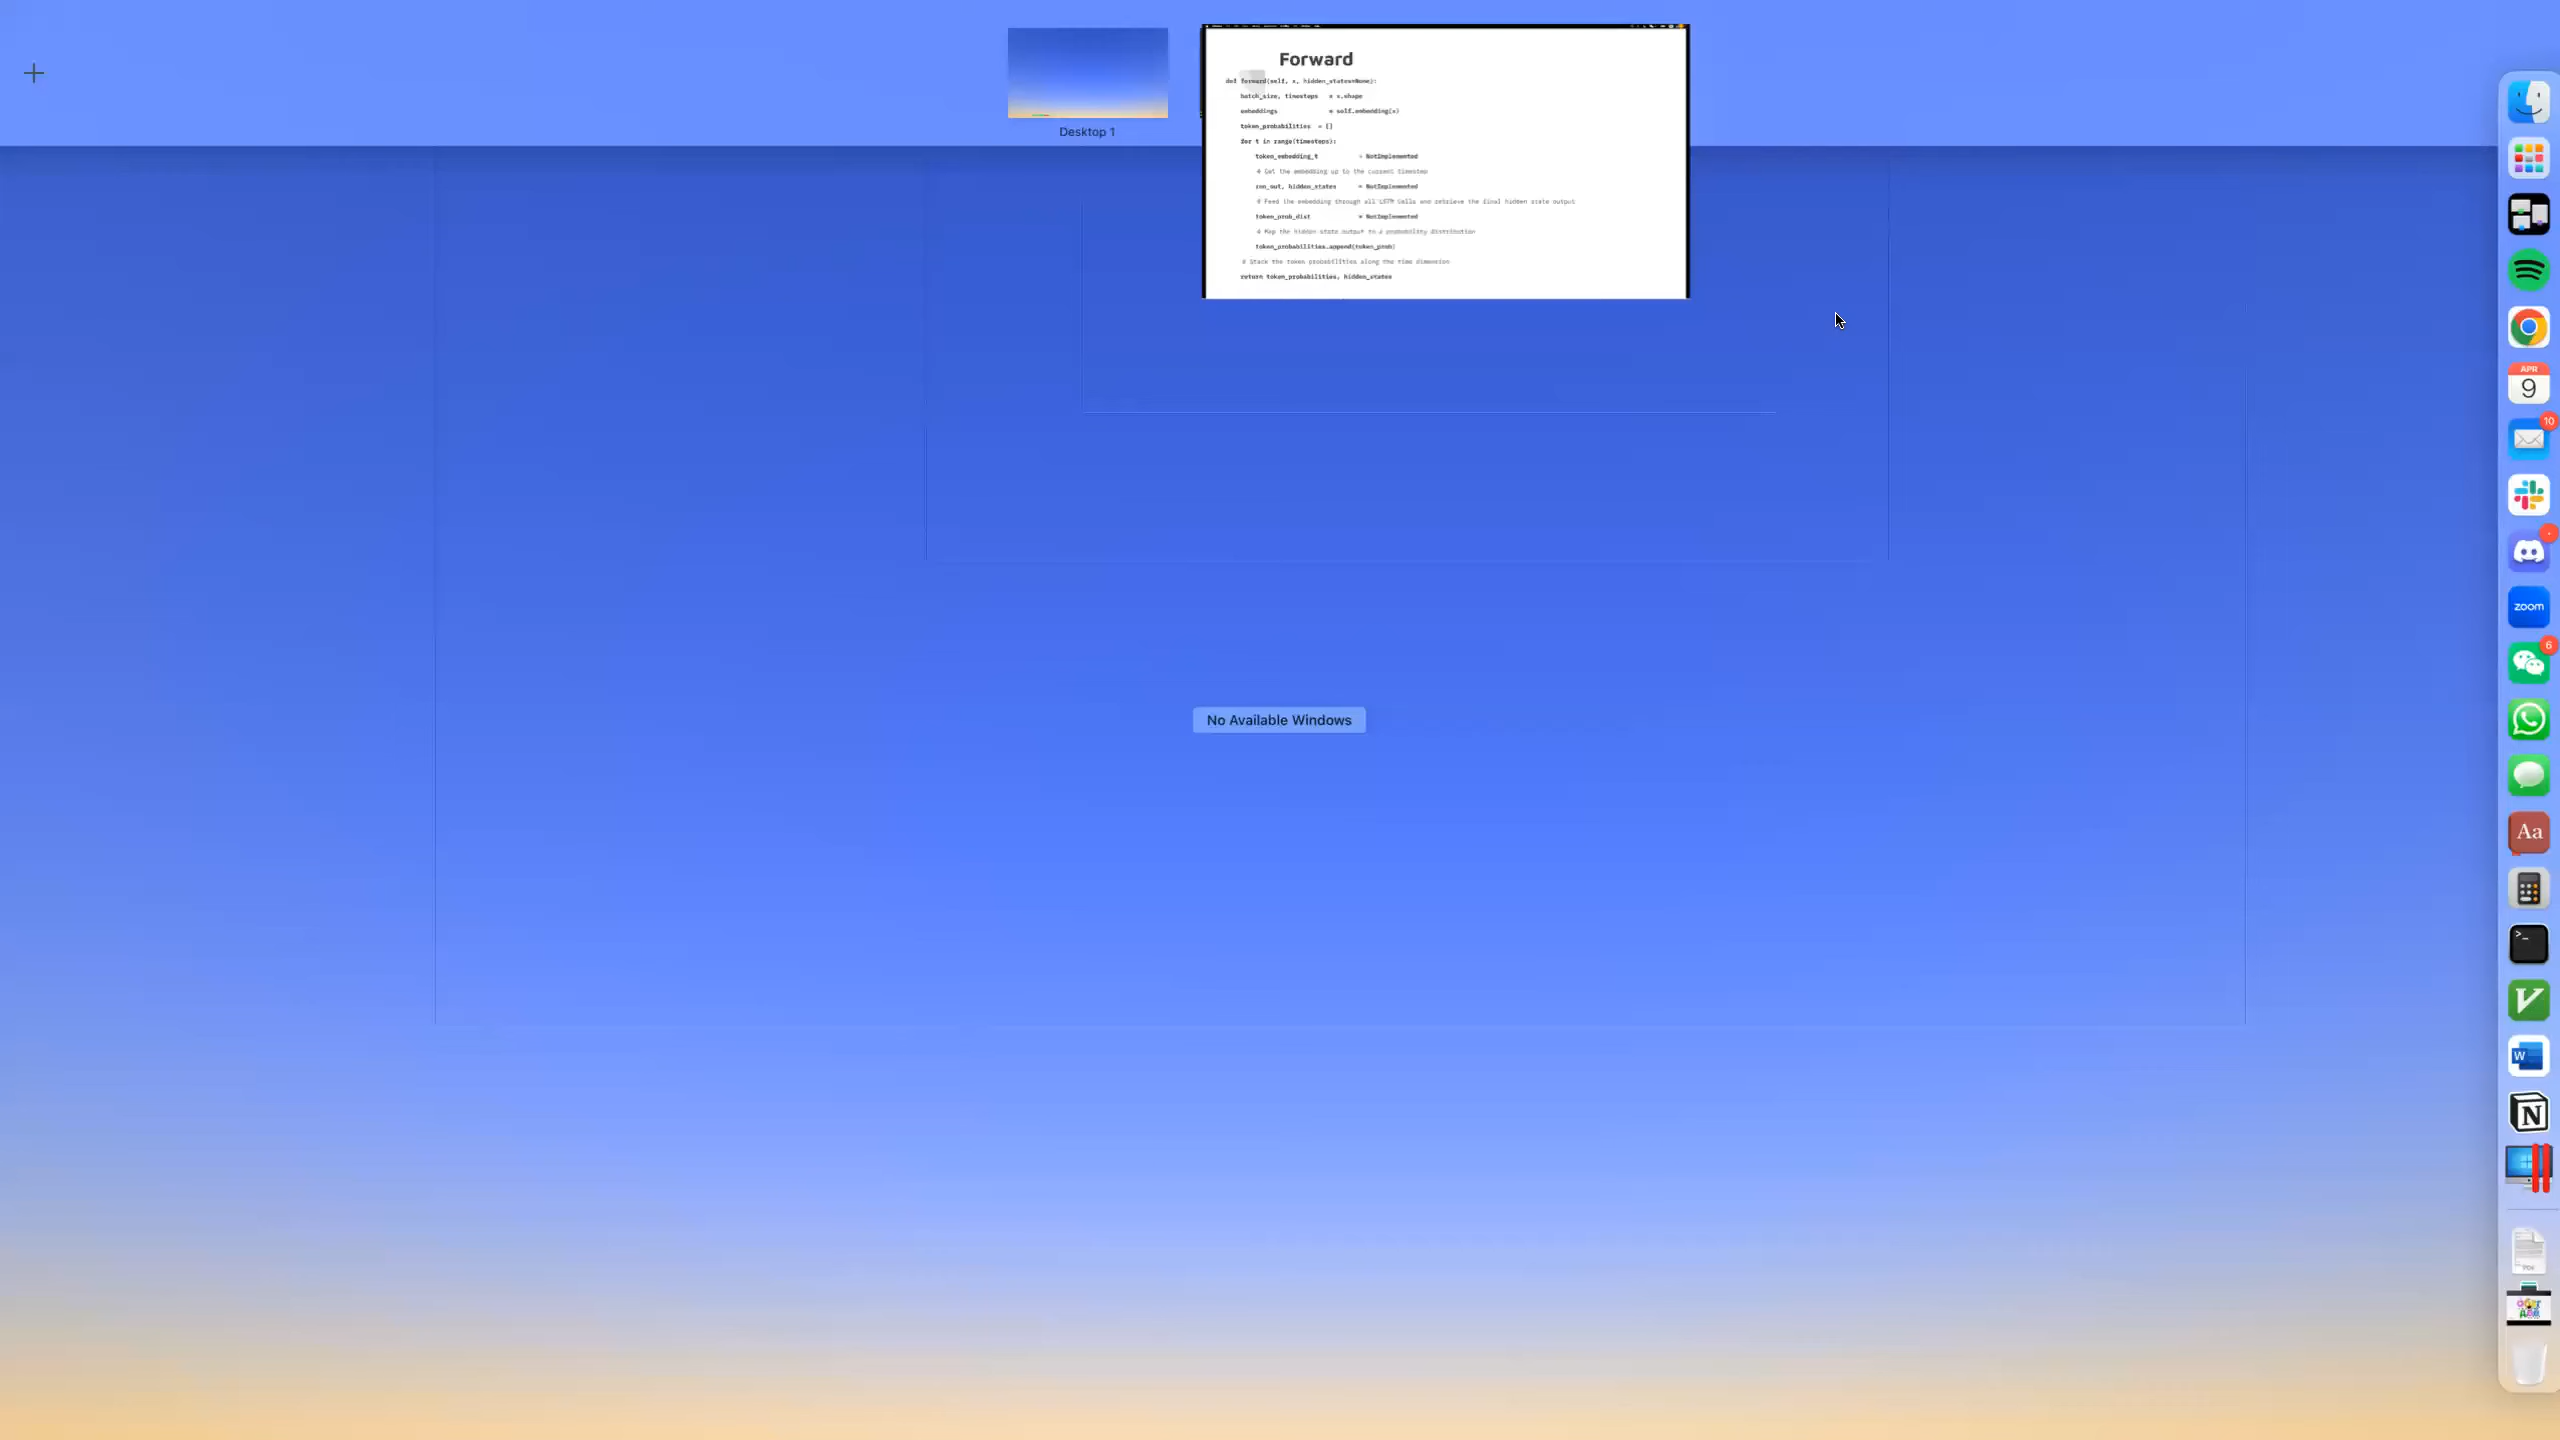 Forward
def forward(self, x, hidden_states=None):
batch_size, timesteps = x.shape
embeddings = self.embedding(x)
token_probabilities = []
for t in range(timesteps):
token_embedding_t = NotImplemented
# Get the embedding up to the current timestep
rnn_out, hidden_states = NotImplemented
# Feed the embedding through all LSTM Cells and retrieve the final hidden state output
token_prob_dist = NotImplemented
# Map the hidden state output to a probability distribution
token_probabilities.append(token_prob)
# Stack the token probabilities along the time dimension
return token_probabilities, hidden_states
Desktop 1
No Available Windows
APR
9
10
zoom
6
Aa
>_
V
W
N
PDF